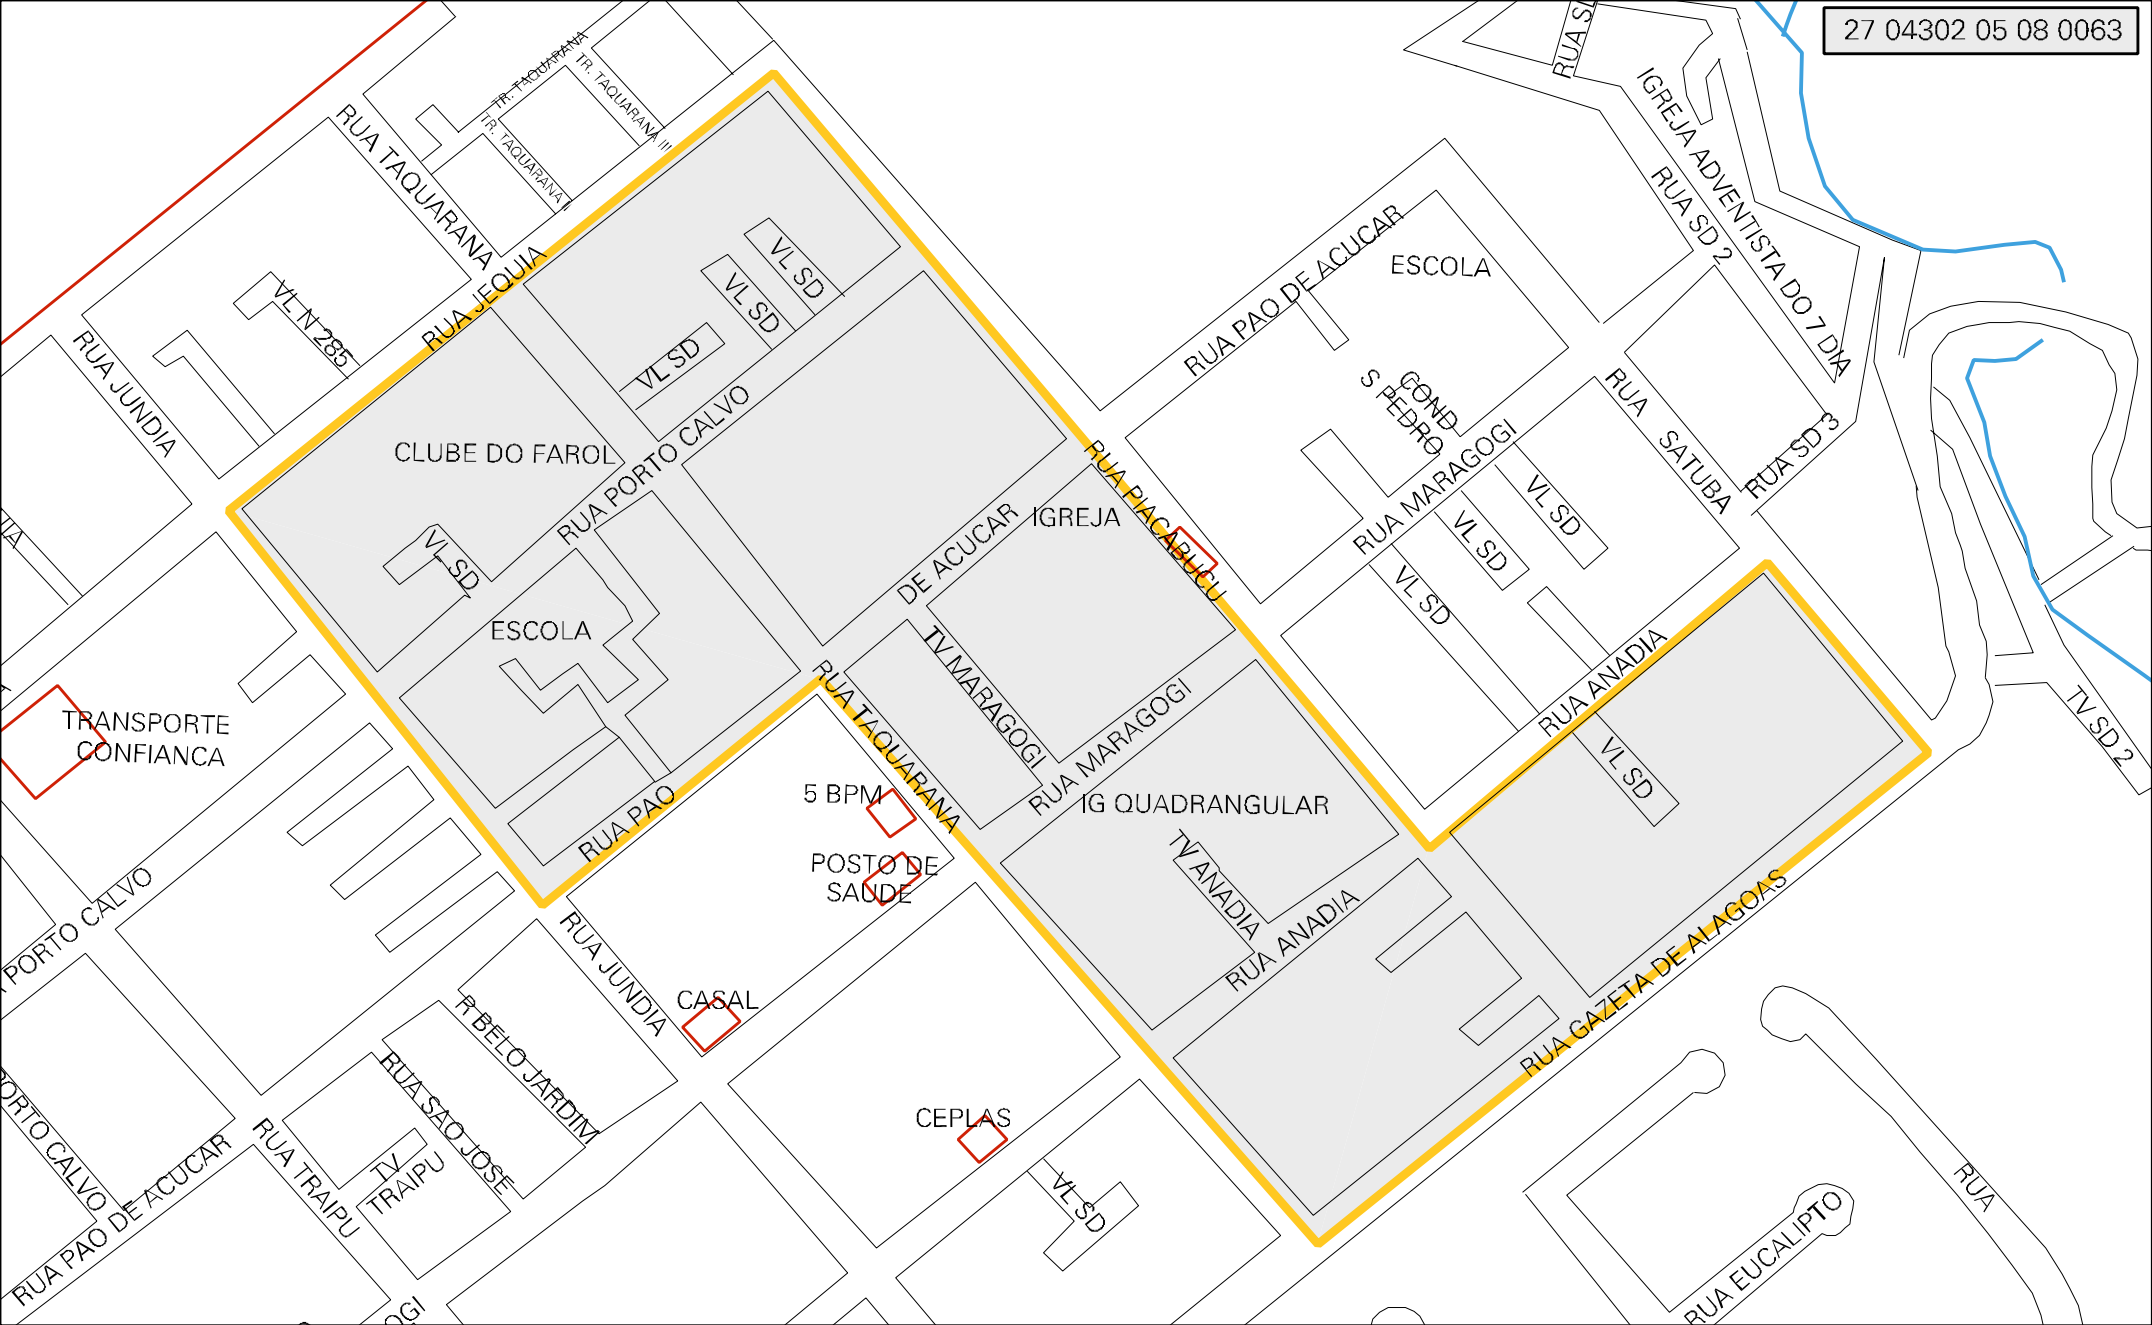 27 04302 05 08 0063
RUA TAQUARANA
TR. TAQUARANA
TR. TAQUARANA III
TR. TAQUARANA I
IGREJA ADVENTISTA DO 7 DIA
RUA SD 2
RUA JEQUIA
VL N 285
RUA JUNDIA
VL SD
VL SD
VL SD
RUA PAO DE ACUCAR
ESCOLA
COND
S PEDRO
RUA SATUBA
RUA SD 3
RUA MARAGOGI
VL SD
VL SD
VL SD
CLUBE DO FAROL
RUA PORTO CALVO
VL SD
ESCOLA
DE ACUCAR
IGREJA
RUA PIACABUCU
RUA ANADIA
VL SD
TV SD 2
TRANSPORTE
CONFIANCA
RUA TAQUARANA
TV MARAGOGI
RUA MARAGOGI
IG QUADRANGULAR
TV ANADIA
RUA ANADIA
RUA PAO
5 BPM
POSTO DE
SAUDE
RUA GAZETA DE ALAGOAS
PORTO CALVO
RUA JUNDIA
CASAL
R BELO JARDIM
RUA SAO JOSE
CEPLAS
VL SD
TV
TRAIPU
RUA TRAIPU
PORTO CALVO
RUA PAO DE ACUCAR
OGI
RUA EUCALIPTO
RUA